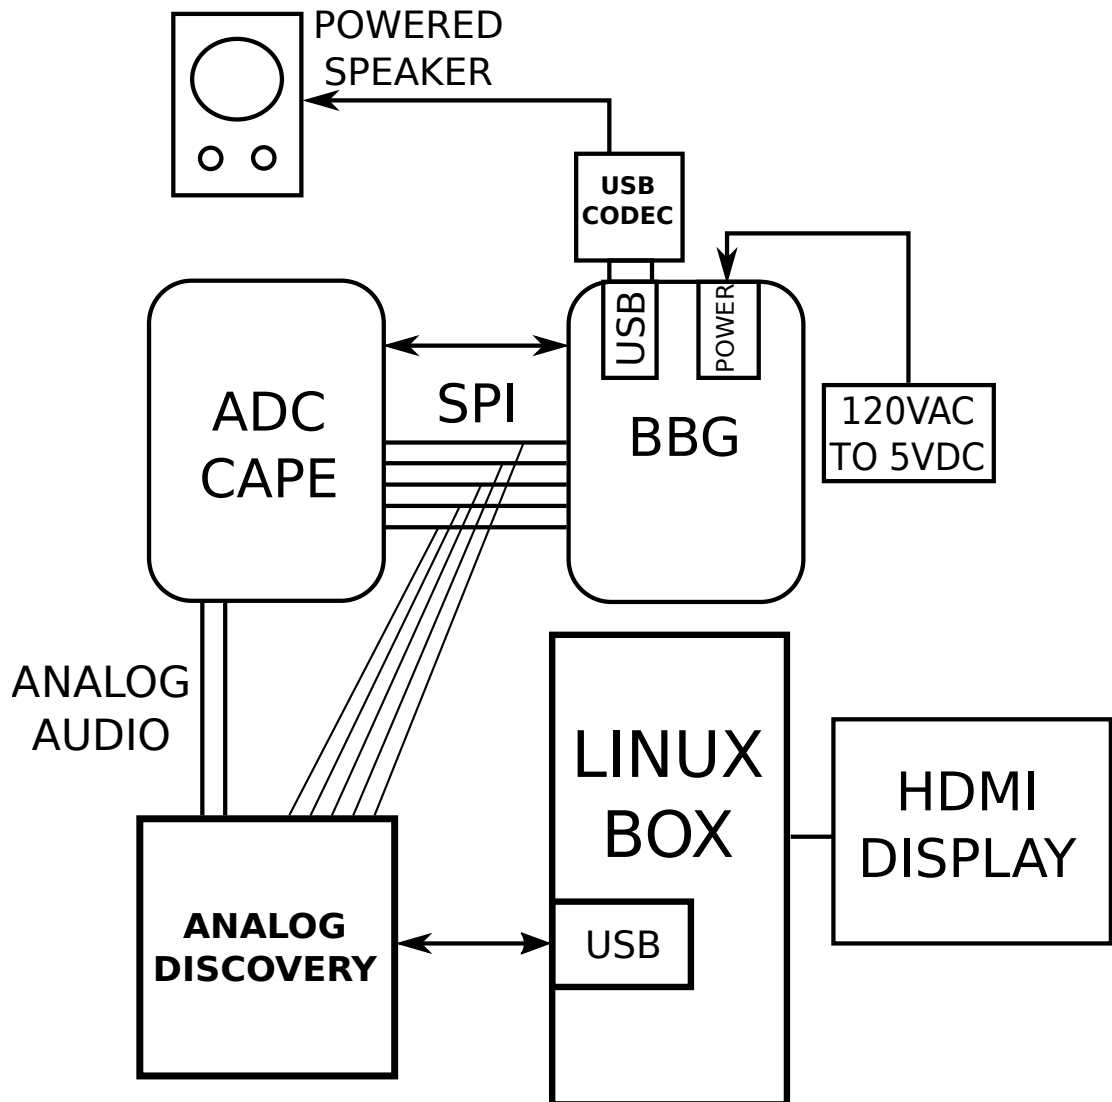 POWERED
SPEAKER
USB
CODEC
USB
POWER
ADC
CAPE
SPI
BBG
120VAC
TO 5VDC
ANALOG
AUDIO
LINUX
BOX
HDMI
DISPLAY
ANALOG
DISCOVERY
USB